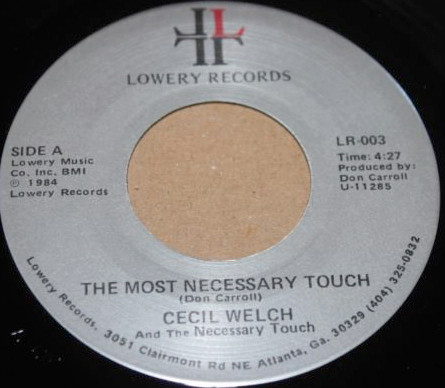 LOWERY RECORDS
SIDE A
Lowery Music
Co. Inc. BMI
℗ 1984
Lowery Records
LR-003
Time: 4:27
Produced by:
Don Carroll
U-11285
THE MOST NECESSARY TOUCH
(Don Carroll)
CECIL WELCH
And The Necessary Touch
Lowery Records. 3051 Clairmont Rd NE Atlanta, Ga. 30329 (404) 325-0832